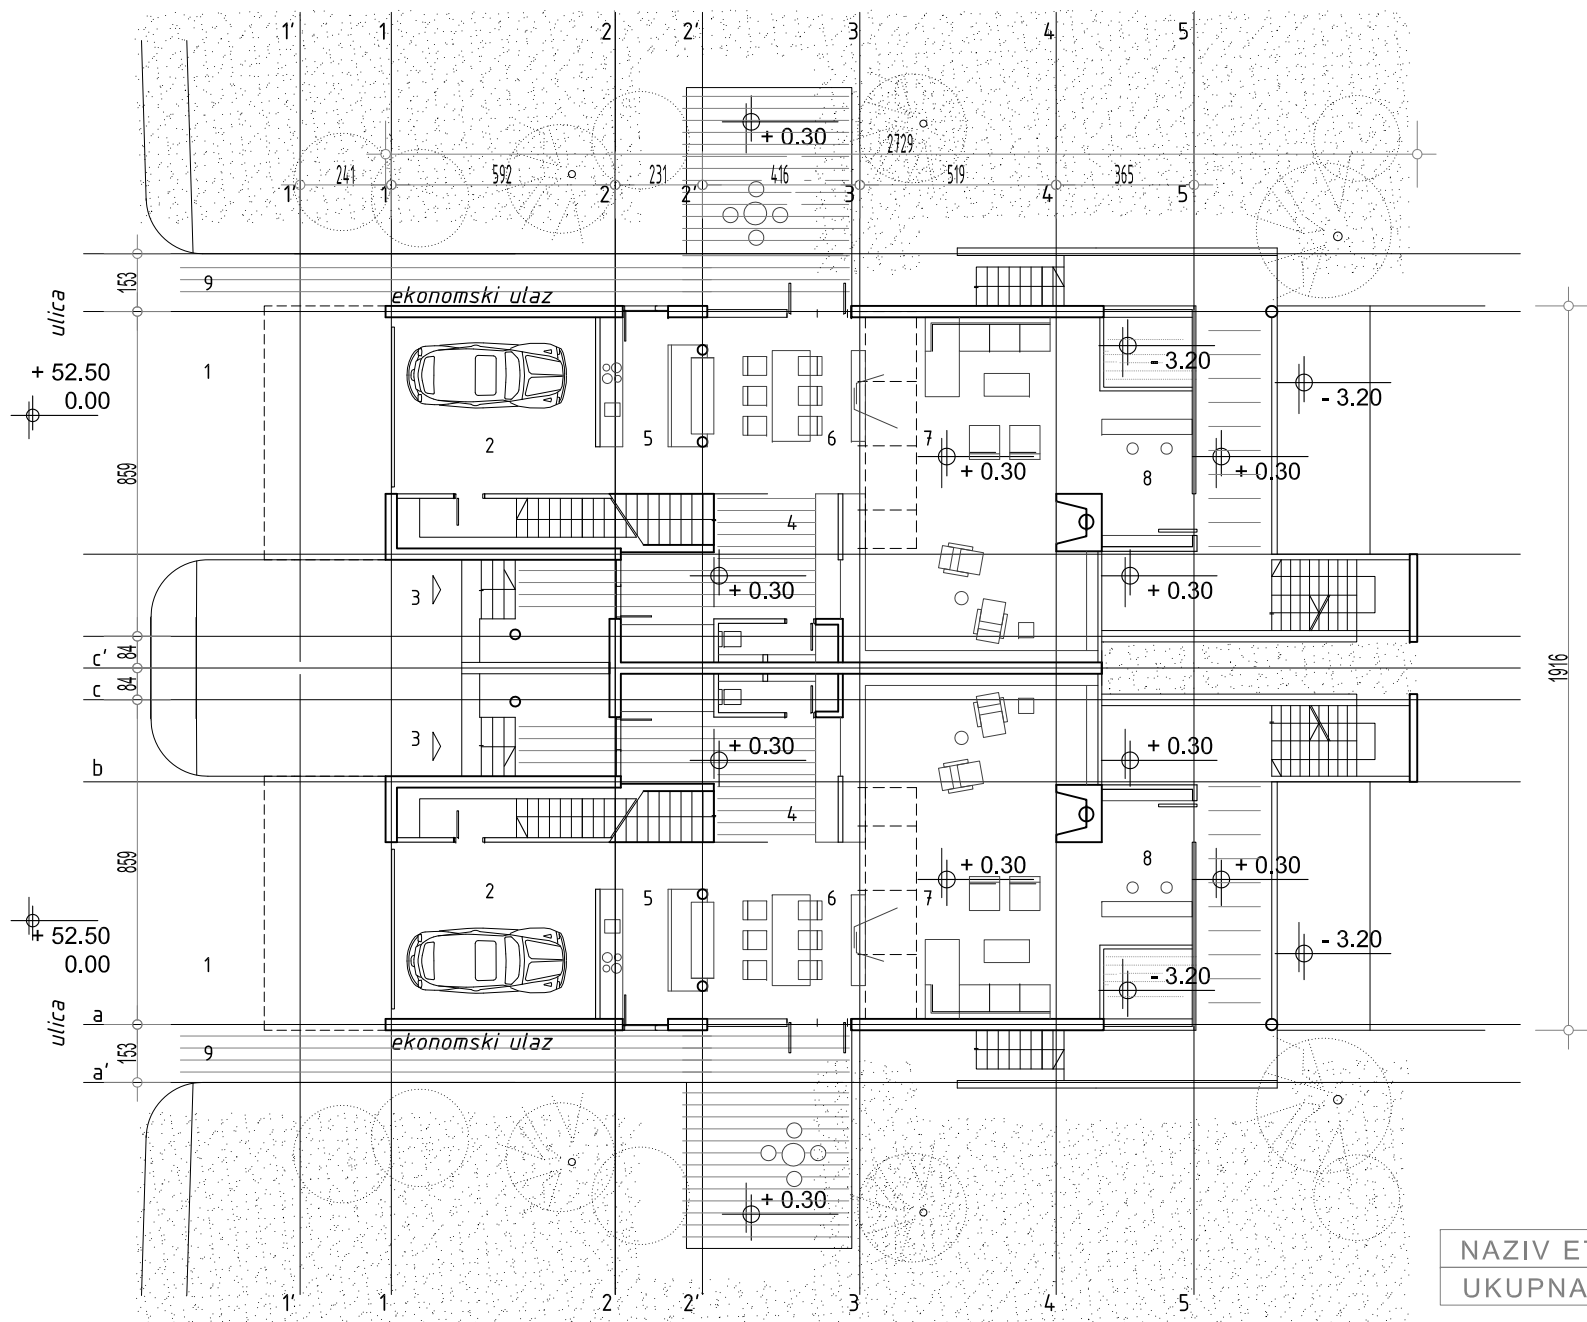 1' 1 2 2' 3 4 5
+ 0.30
2729
241 592 231 416 519 365
1' 1 2 2' 3 4 5
153
9
ekonomski ulaz
ulica
+ 52.50
0.00
1
2
5
6
7
8
- 3.20
- 3.20
+ 0.30
+ 0.30
859
4
3
+ 0.30
+ 0.30
84
c'
84
c
1916
3
+ 0.30
+ 0.30
b
4
859
2
5
6
7
8
+ 0.30
+ 0.30
- 3.20
- 3.20
+ 52.50
0.00
1
ulica
a
153
a'
9
ekonomski ulaz
+ 0.30
NAZIV E
UKUPNA
1' 1 2 2' 3 4 5